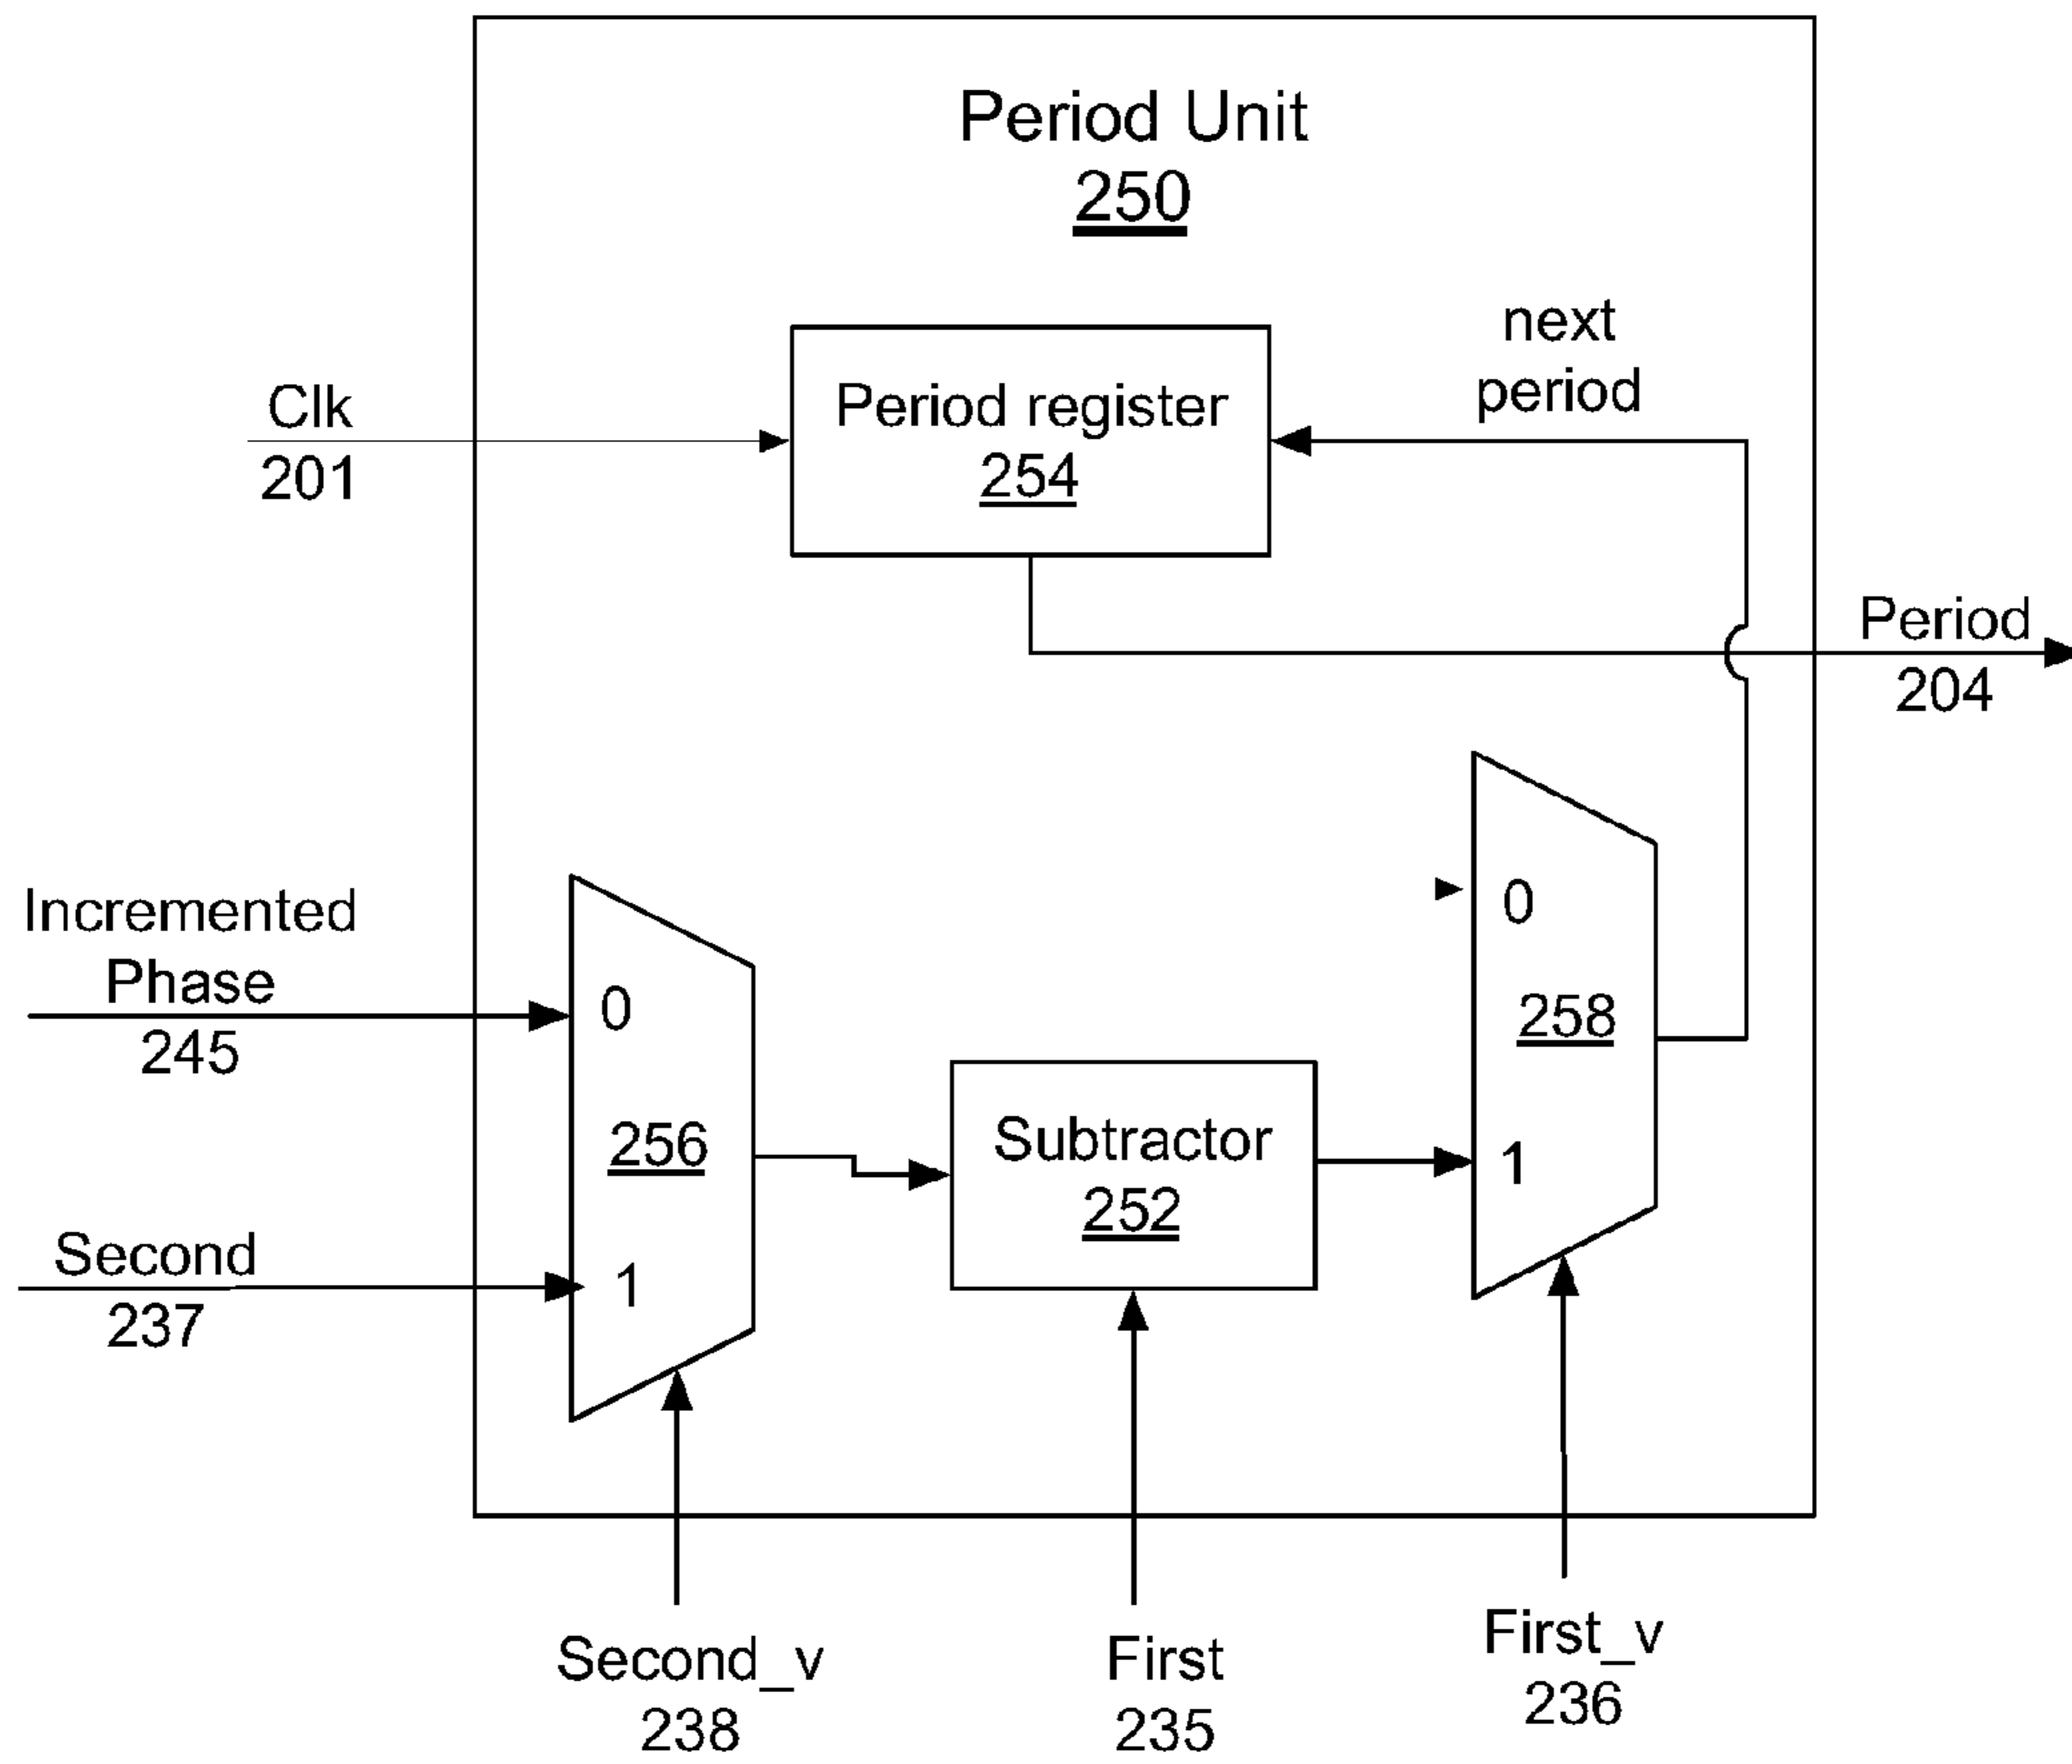 Period Unit
250
next
period
Clk
201
Period register
254
Period
204
Incremented
Phase
245
0
256
1
Second
237
Subtractor
252
0
258
1
Second_v
238
First
235
First_v
236